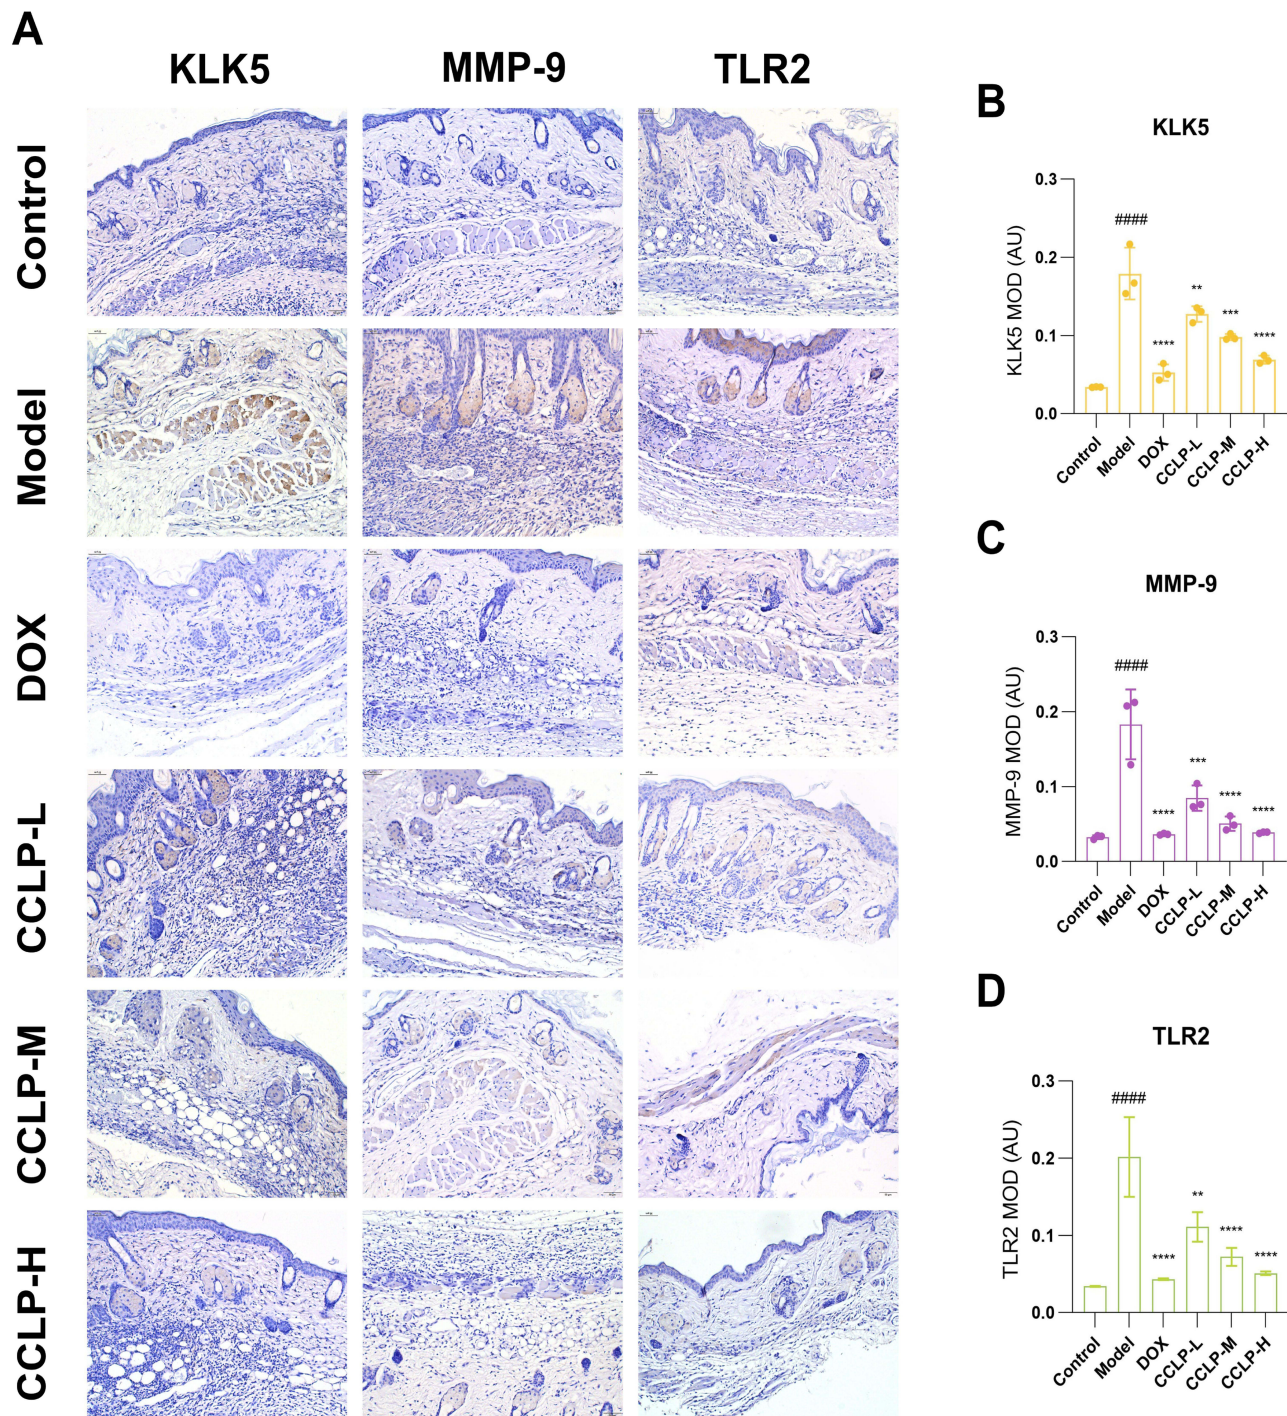 A
KLK5
MMP-9
TLR2
Control
Model
DOX
CCLP-L
CCLP-M
CCLP-H
B
KLK5
KLK5 MOD (AU)
0.3
0.2
0.1
0.0
####
****
**
***
****
Control
Model
DOX
CCLP-L
CCLP-M
CCLP-H
C
MMP-9
MMP-9 MOD (AU)
0.3
0.2
0.1
0.0
####
****
***
****
****
Control
Model
DOX
CCLP-L
CCLP-M
CCLP-H
D
TLR2
TLR2 MOD (AU)
0.3
0.2
0.1
0.0
####
****
**
****
****
Control
Model
DOX
CCLP-L
CCLP-M
CCLP-H